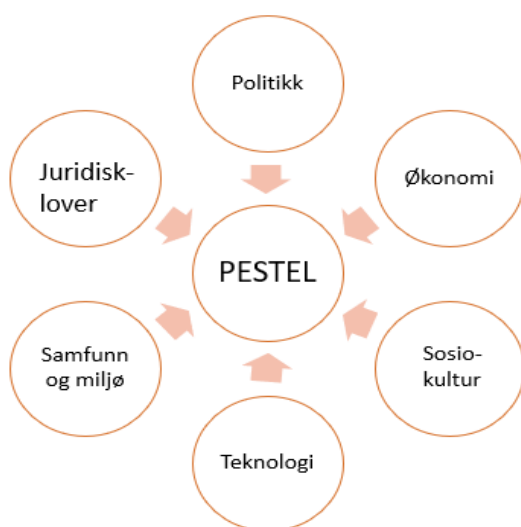 Politikk
Juridisk-
lover
Økonomi
PESTEL
Samfunn
og miljø
Sosio-
kultur
Teknologi